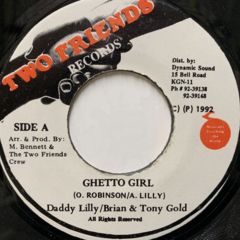 TWO FRIENDS
RECORDS
Dist. by:
Dynamic Sound
15 Bell Road
KGN-11
Ph # 92-39138
92-39168
SIDE A
Arr. & Prod. By:
M. Bennett &
The Two Friends
Crew
C) (P) 1992
GHETTO GIRL
(O. ROBINSON/A. LILLY)
Daddy Lilly/Brian & Tony Gold
All Rights Reserved